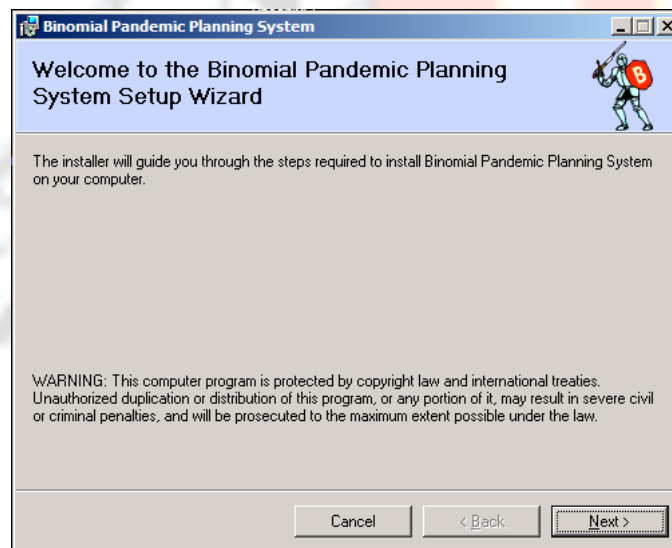 Binomial Pandemic Planning System
Welcome to the Binomial Pandemic Planning
System Setup Wizard
B
The installer will guide you through the steps required to install Binomial Pandemic Planning System
on your computer.
WARNING: This computer program is protected by copyright law and international treaties.
Unauthorized duplication or distribution of this program, or any portion of it, may result in severe civil
or criminal penalties, and will be prosecuted to the maximum extent possible under the law.
Cancel
< Back
Next >